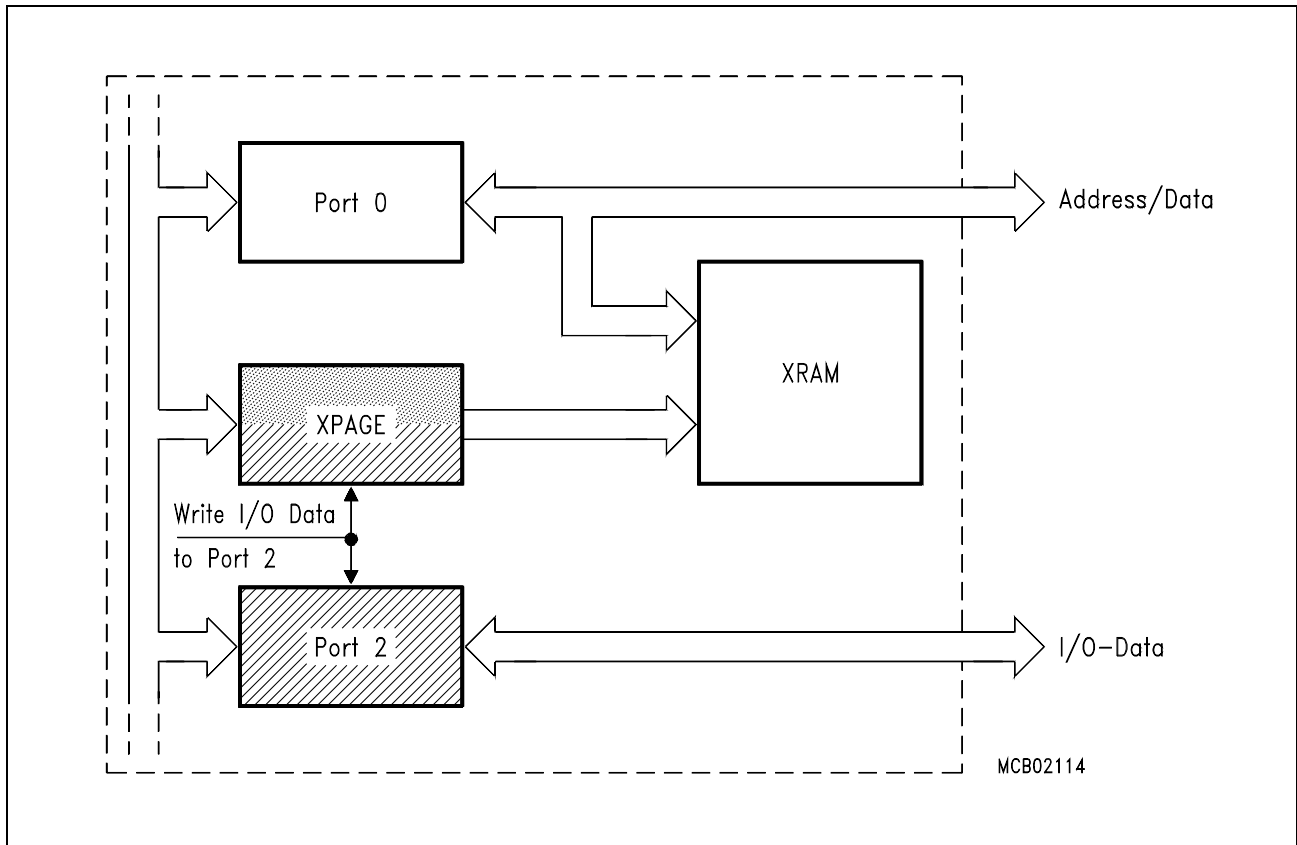 Port 0
Address/Data
XRAM
XPAGE
Write I/O Data
to Port 2
Port 2
I/O-Data
MCB02114